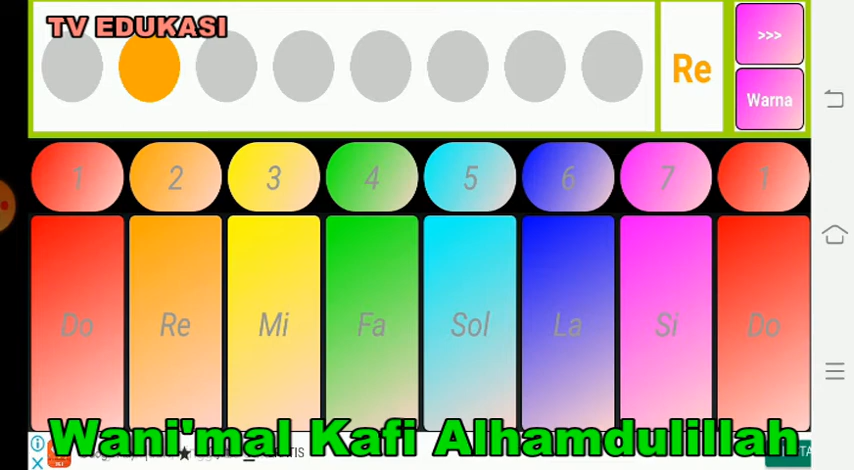 TV EDUKASI
Re
>>>
Warna
1 2 3 4 5 6 7 1
Do Re Mi Fa Sol La Si Do
Wani'mal Kafi Alhamdulillah